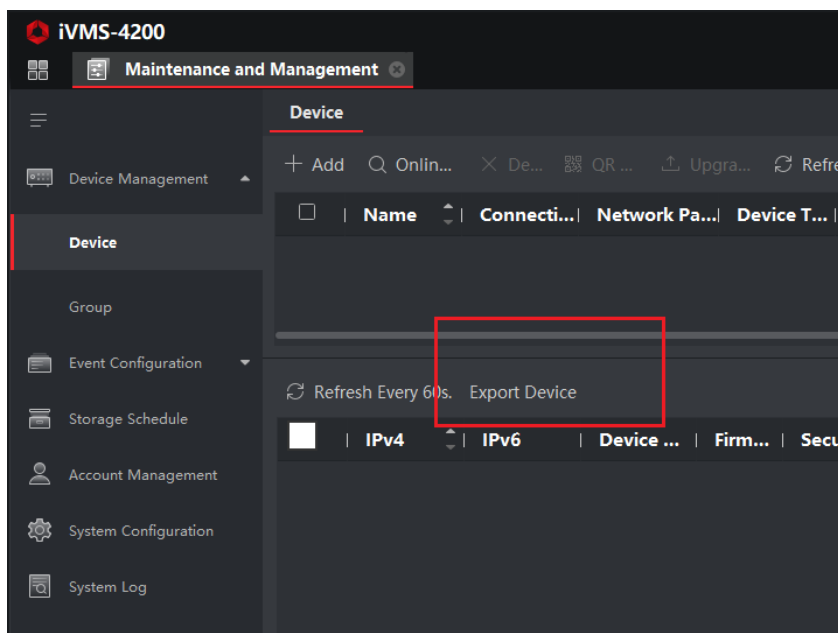 iVMS-4200
Maintenance and Management
Device
+ Add Onlin... De... QR ... Upgra... Refre
Device Management
Name Connecti... Network Pa... Device T...
Device
Group
Event Configuration
Refresh Every 60s. Export Device
Storage Schedule
IPv4 IPv6 Device ... Firm... Secu
Account Management
System Configuration
System Log